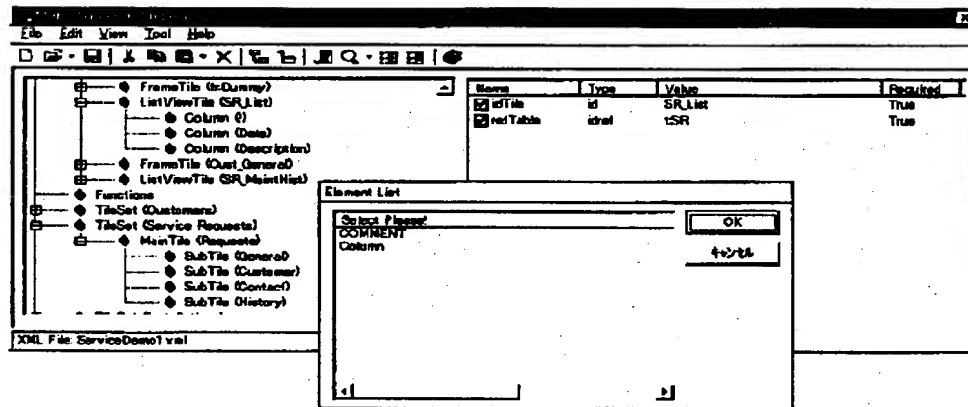 File Edit View Tool Help
FrameTile (fs:Dummy)
ListViewTile (SR_List)
Column ()
Column (Date)
Column (Description)
FrameTile (Cust_General)
ListViewTile (SR_MaintHist)
Functions
TileSet (Customers)
TileSet (Service Requests)
MainTile (Requests)
SubTile (General)
SubTile (Customer)
SubTile (Contact)
SubTile (History)
XML File: ServiceDemo1.xml
Name Type Value Required
idTile id SR_List True
refTable idref tSR True
Element List
Select Please!
COMMENT
Column
OK
キャンセル